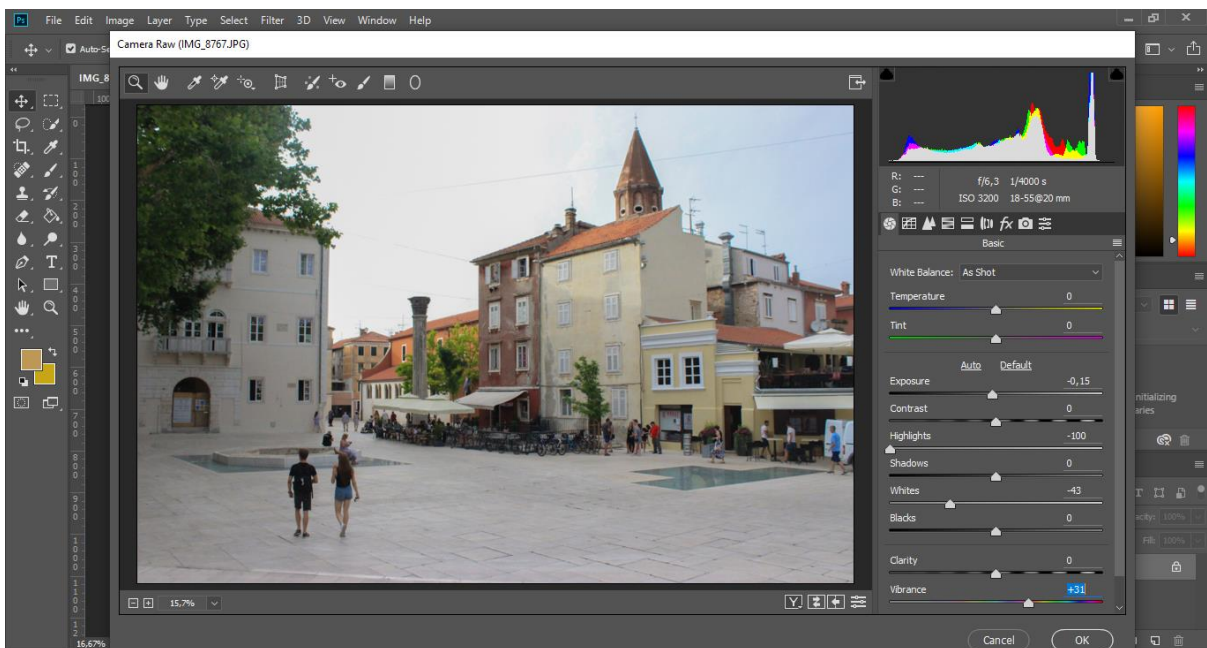 Ps File Edit Image Layer Type Select Filter 3D View Window Help
Auto-Se
Camera Raw (IMG_8767.JPG)
IMG_8
R: ---
G: ---
B: ---
f/6,3 1/4000 s
ISO 3200 18-55@20 mm
Basic
White Balance: As Shot
Temperature 0
Tint 0
Auto Default
Exposure -0,15
Contrast 0
Highlights -100
Shadows 0
Whites -43
Blacks 0
Clarity 0
Vibrance +31
15,7%
Cancel OK
16,67%
nitializing
aries
acity: 100%
Fill: 100%